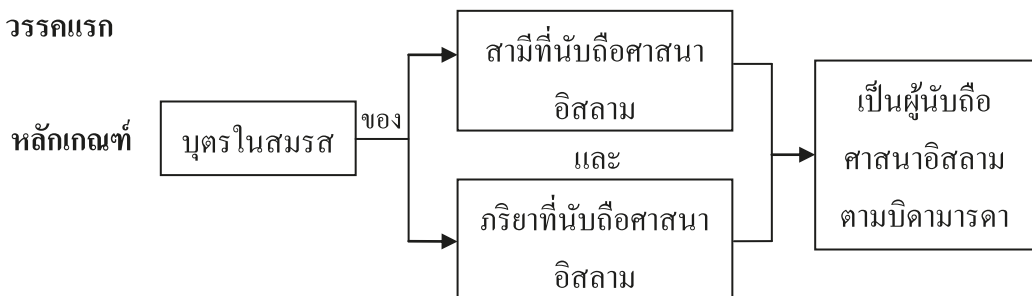 วรรคแรก
หลักเกณฑ์
บุตรในสมรส
ของ
สามีที่นับถือศาสนา
อิสลาม
และ
ภริยาที่นับถือศาสนา
อิสลาม
เป็นผู้นับถือ
ศาสนาอิสลาม
ตามบิดามารดา